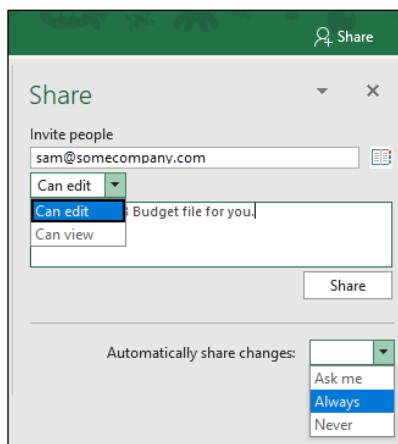 Share
Share
Invite people
sam@somecompany.com
Can edit
Can edit
Budget file for you.
Can view
Share
Automatically share changes:
Ask me
Always
Never